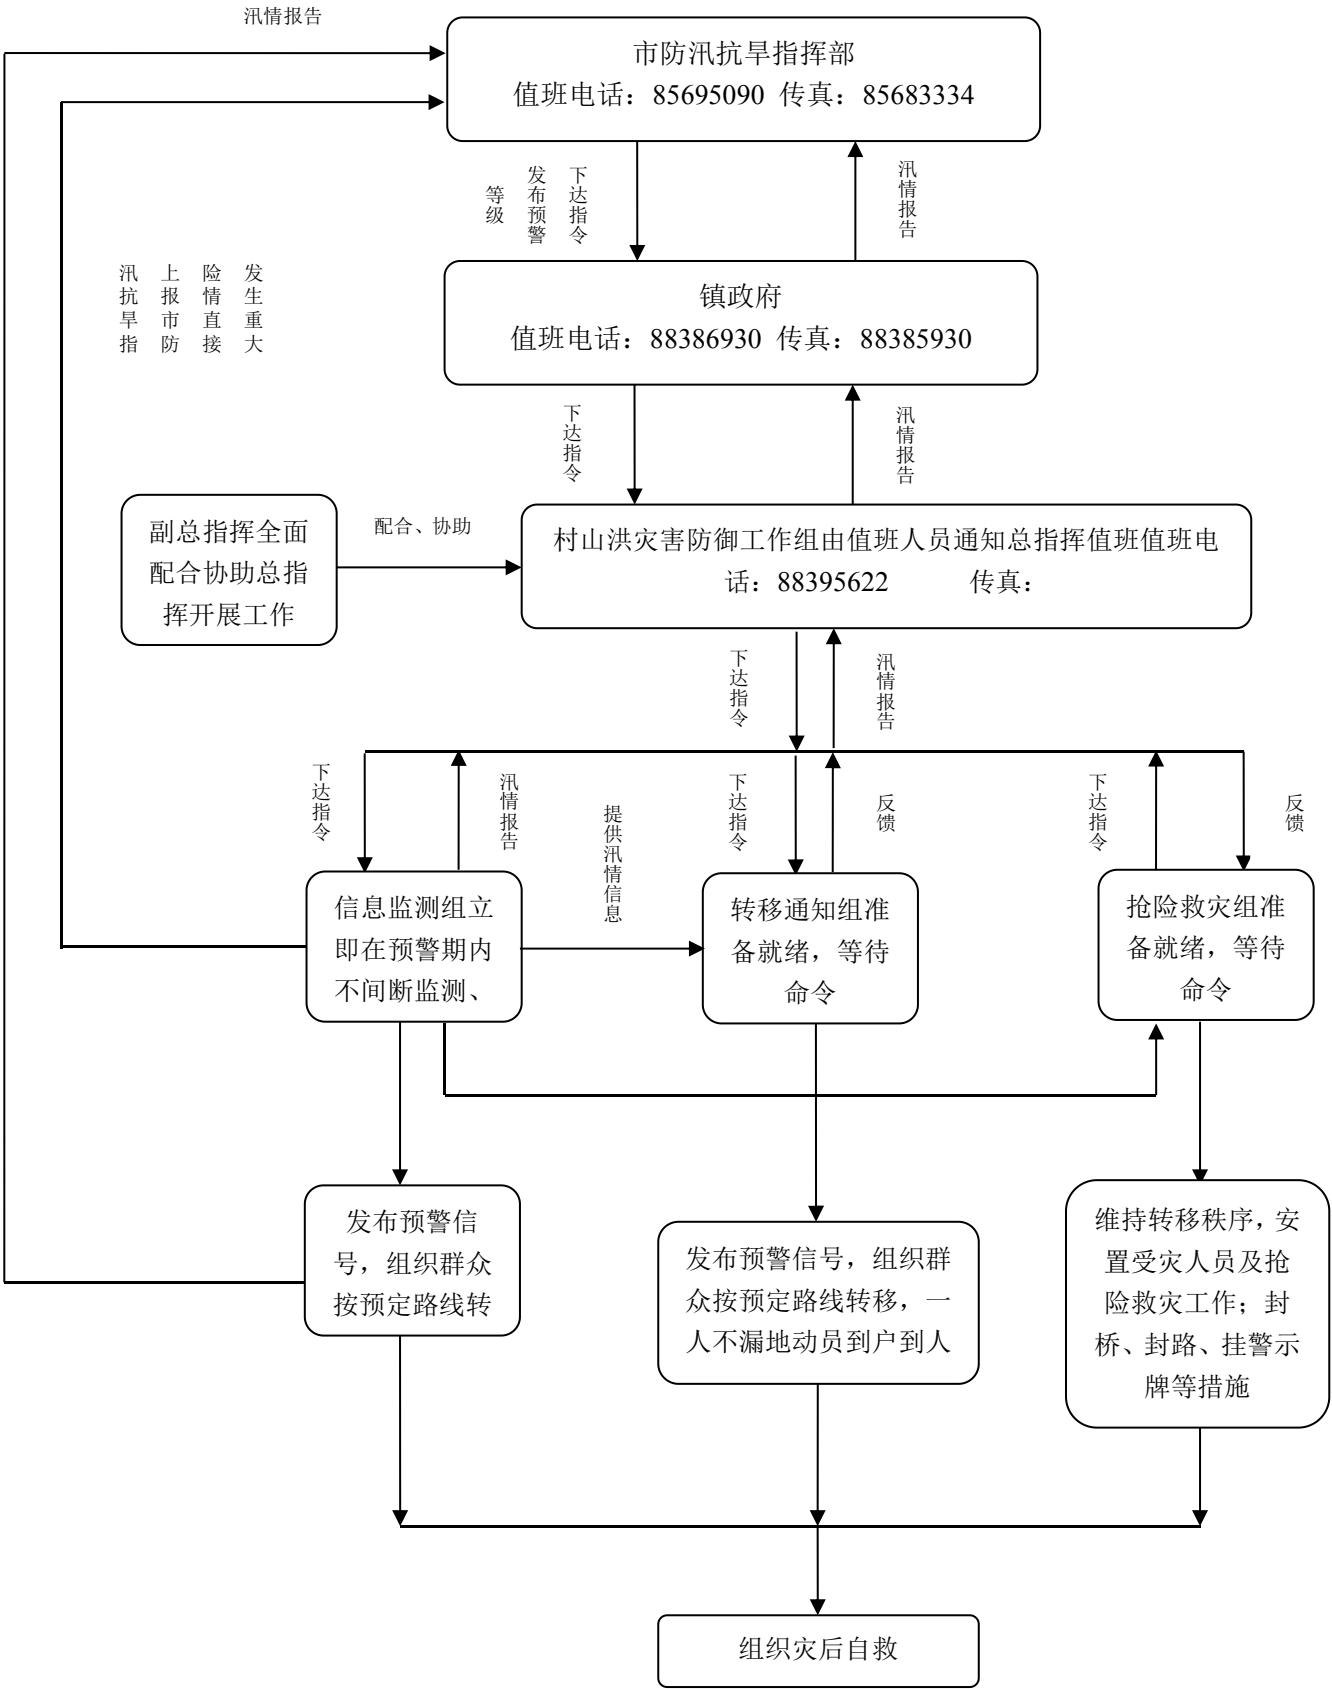 汛情报告
市防汛抗旱指挥部
值班电话：85695090 传真：85683334
下达指令
发布预警
等级
汛情报告
发生重大
险情直接
上报市防
汛抗旱指
镇政府
值班电话：88386930 传真：88385930
下达指令
汛情报告
副总指挥全面
配合协助总指
挥开展工作
配合、协助
村山洪灾害防御工作组由值班人员通知总指挥值班值班电
话：88395622 传真：
下达指令
汛情报告
下达指令
汛情报告
提供汛情信息
下达指令
反馈
下达指令
反馈
信息监测组立
即在预警期内
不间断监测、
转移通知组准
备就绪，等待
命令
抢险救灾组准
备就绪，等待
命令
发布预警信
号，组织群众
按预定路线转
发布预警信号，组织群
众按预定路线转移，一
人不漏地动员到户到人
维持转移秩序，安
置受灾人员及抢
险救灾工作；封
桥、封路、挂警示
牌等措施
组织灾后自救